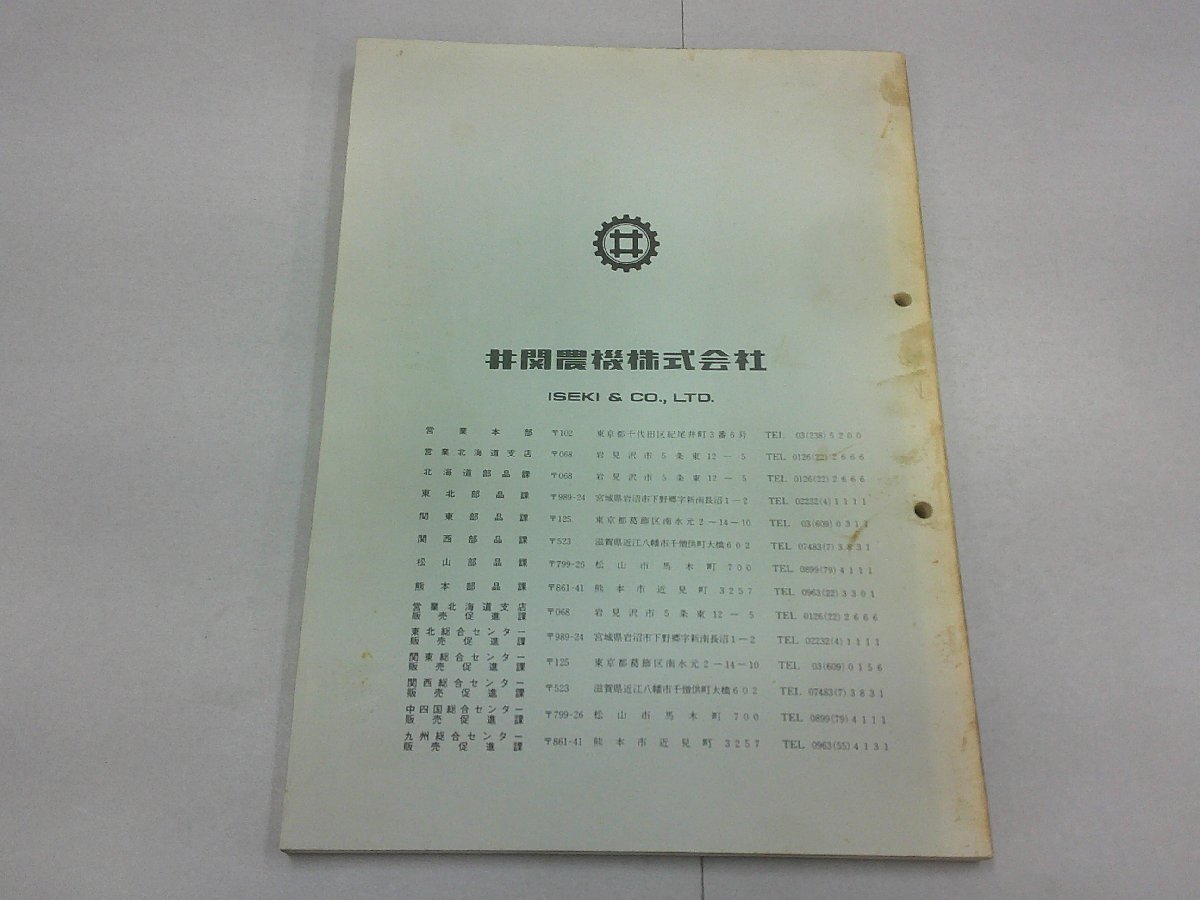 井関農機株式会社
ISEKI & CO., LTD.
営業本部 〒102 東京都千代田区紀尾井町3番6号 TEL 03(238)5200
営業北海道支店 〒068 岩見沢市5条東12-5 TEL 0126(22)2666
北海道部品課 〒068 岩見沢市5条東12-5 TEL 0126(22)2666
東北部品課 〒989-24 宮城県岩沼市下野郷字新南長沼1-2 TEL 02232(4)1111
関東部品課 〒125 東京都葛飾区南水元2-14-10 TEL 03(609)0311
関西部品課 〒523 滋賀県近江八幡市千僧供町大橋602 TEL 07483(7)3831
松山部品課 〒799-26 松山市馬木町700 TEL 0899(79)4111
熊本部品課 〒861-41 熊本市近見町3257 TEL 0963(22)3301
営業北海道支店
販売促進課 〒068 岩見沢市5条東12-5 TEL 0126(22)2666
東北総合センター
販売促進課 〒989-24 宮城県岩沼市下野郷字新南長沼1-2 TEL 02232(4)1111
関東総合センター
販売促進課 〒125 東京都葛飾区南水元2-14-10 TEL 03(609)0156
関西総合センター
販売促進課 〒523 滋賀県近江八幡市千僧供町大橋602 TEL 07483(7)3831
中四国総合センター
販売促進課 〒799-26 松山市馬木町700 TEL 0899(79)4111
九州総合センター
販売促進課 〒861-41 熊本市近見町3257 TEL 0963(55)4131